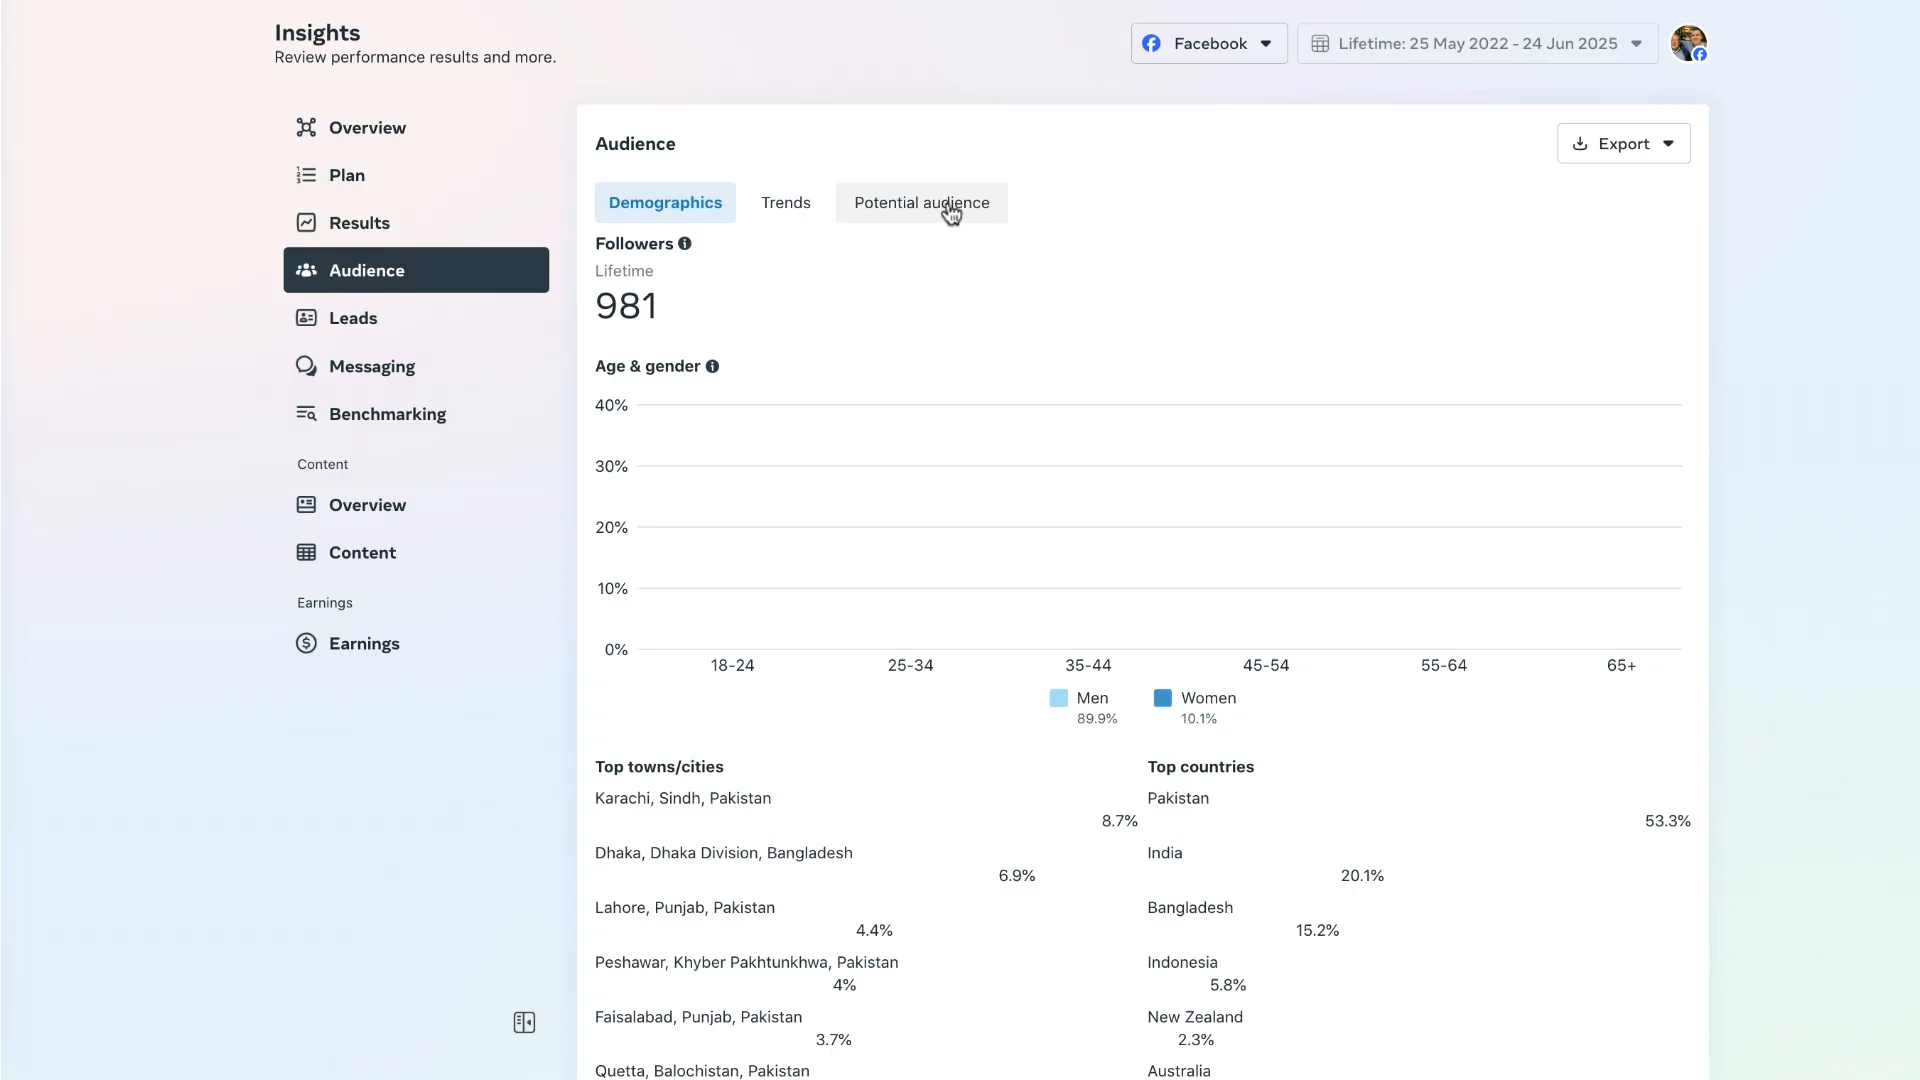 Insights
Review performance results and more.
Facebook
Lifetime: 25 May 2022 - 24 Jun 2025
Overview
Plan
Results
Audience
Leads
Messaging
Benchmarking
Content
Overview
Content
Earnings
Earnings
Audience
Export
Demographics
Trends
Potential audience
Followers
Lifetime
981
Age & gender
40%
30%
20%
10%
0%
18-24
25-34
35-44
45-54
55-64
65+
Men
89.9%
Women
10.1%
Top towns/cities
Karachi, Sindh, Pakistan
8.7%
Dhaka, Dhaka Division, Bangladesh
6.9%
Lahore, Punjab, Pakistan
4.4%
Peshawar, Khyber Pakhtunkhwa, Pakistan
4%
Faisalabad, Punjab, Pakistan
3.7%
Quetta, Balochistan, Pakistan
Top countries
Pakistan
53.3%
India
20.1%
Bangladesh
15.2%
Indonesia
5.8%
New Zealand
2.3%
Australia